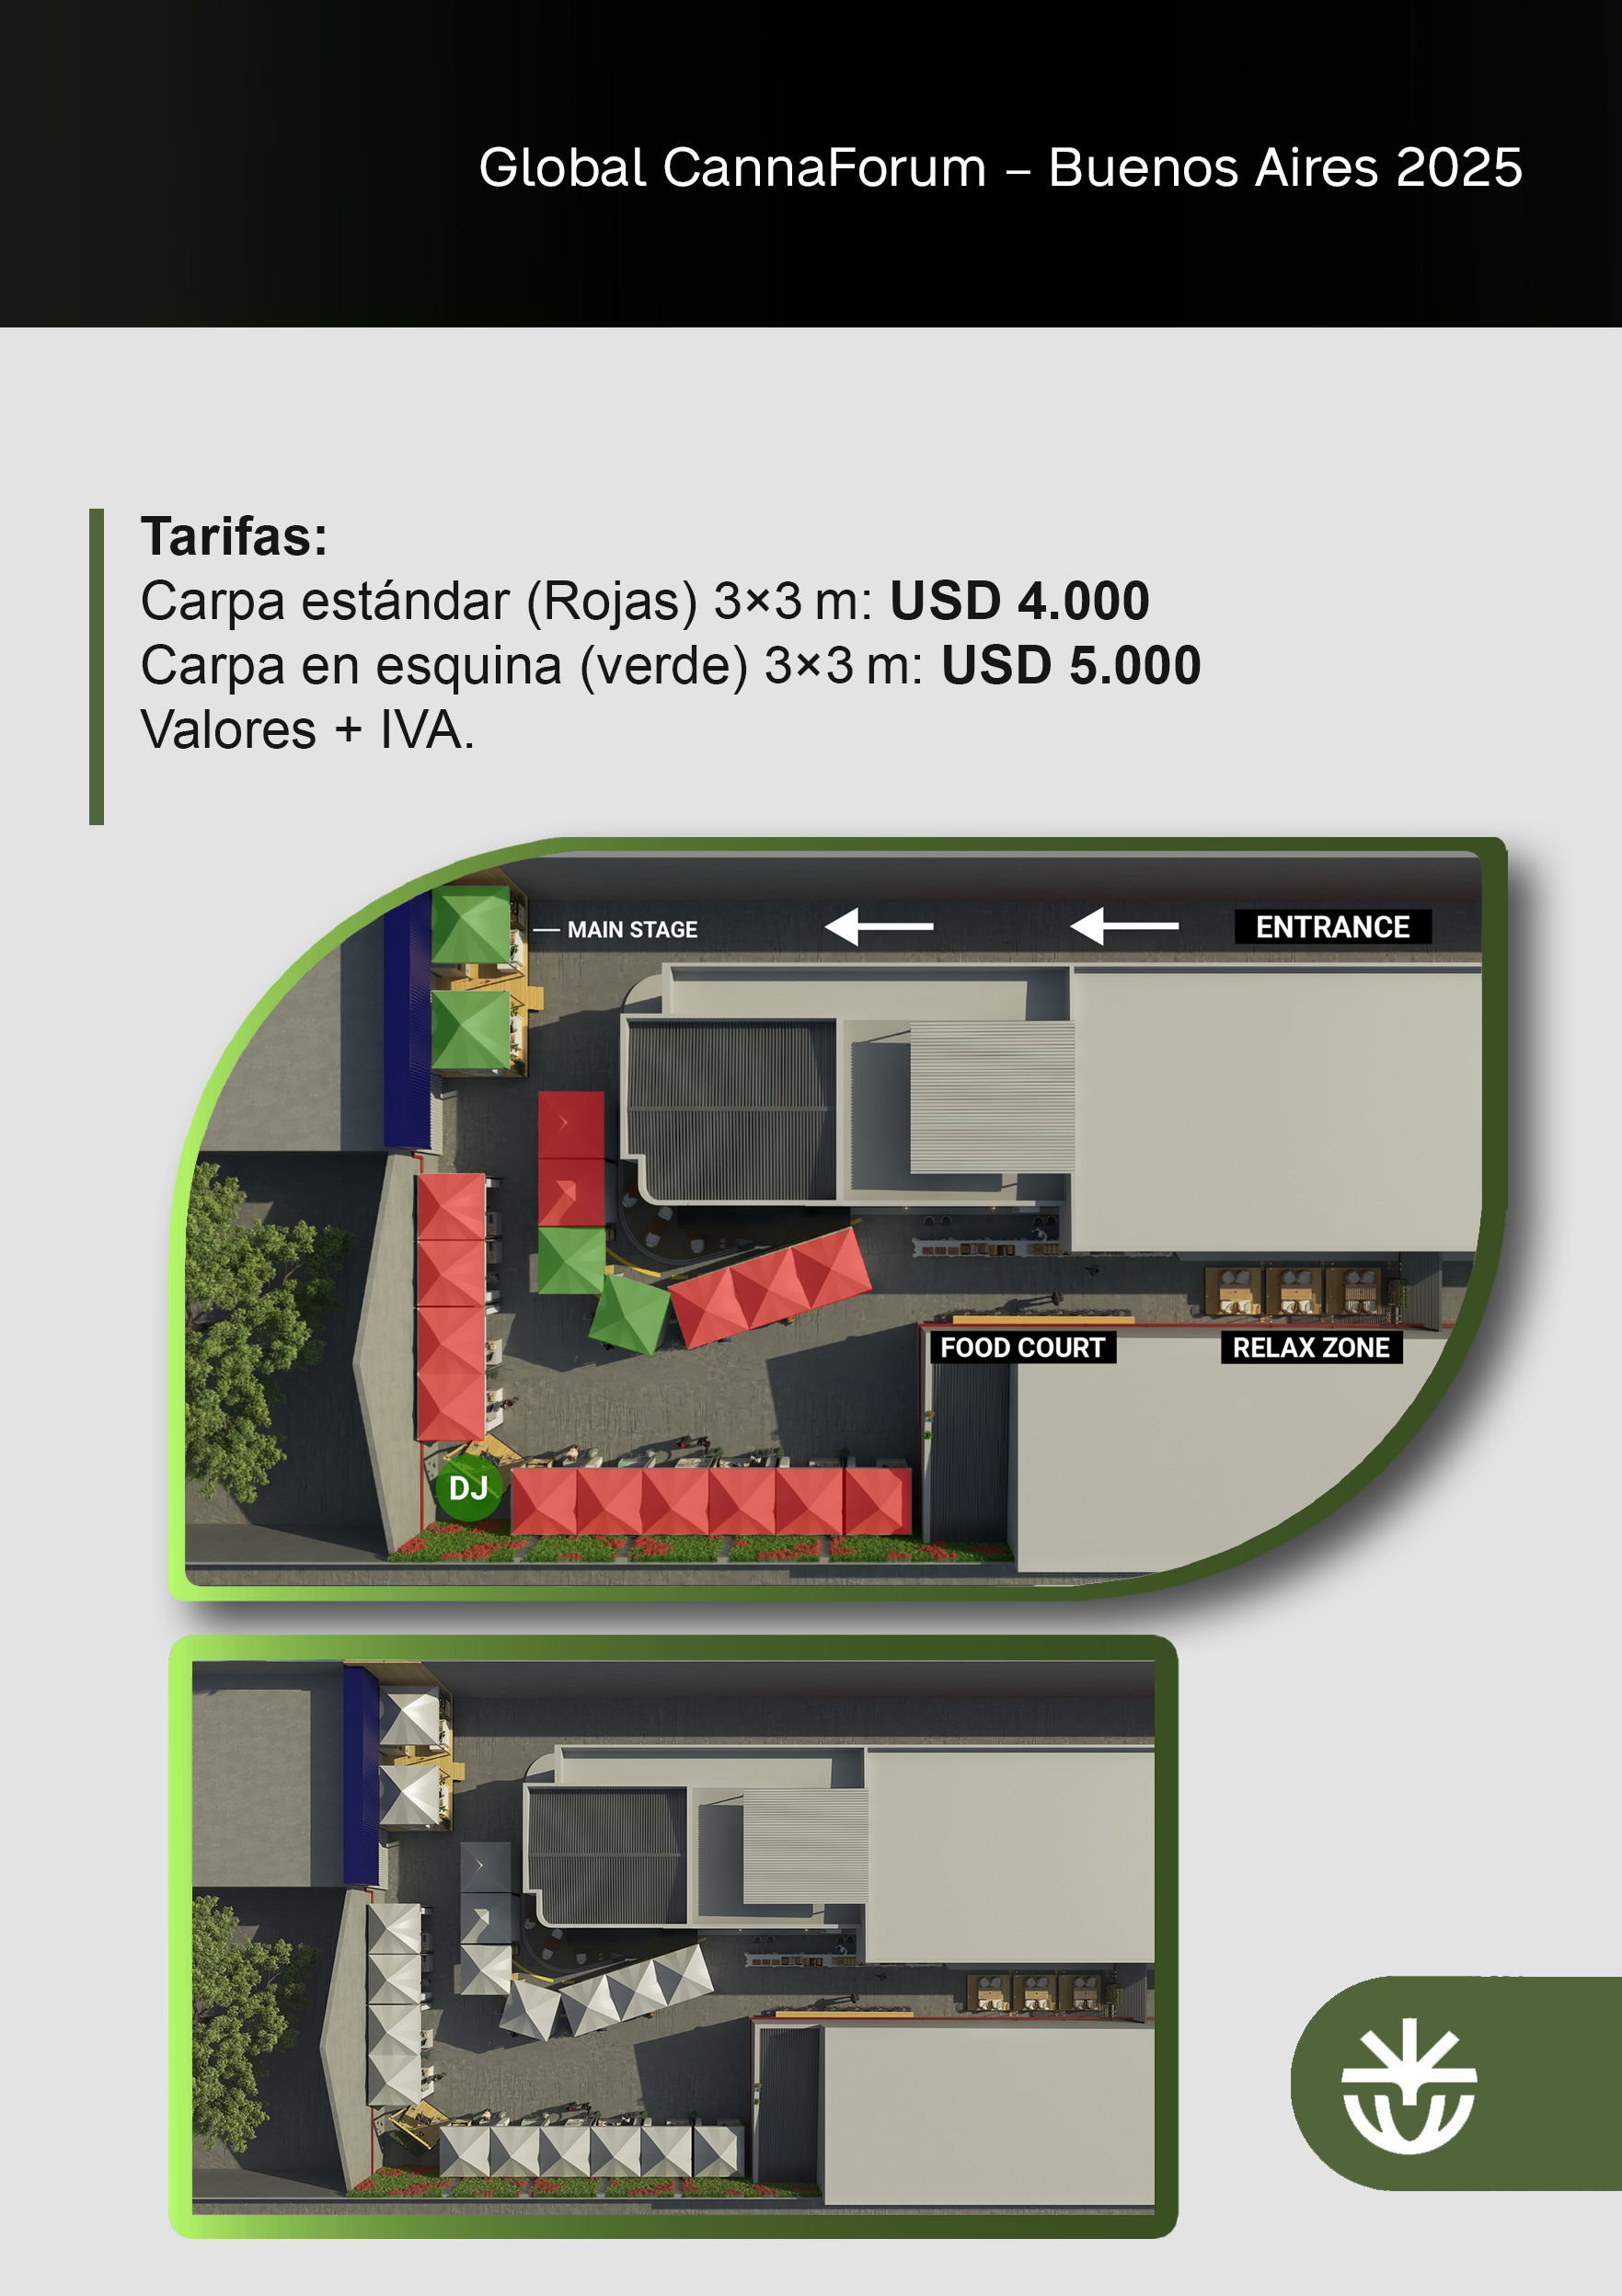 Global CannaForum – Buenos Aires 2025
Tarifas:
Carpa estándar (Rojas) 3×3 m: USD 4.000
Carpa en esquina (verde) 3×3 m: USD 5.000
Valores + IVA.
MAIN STAGE
ENTRANCE
FOOD COURT
RELAX ZONE
DJ